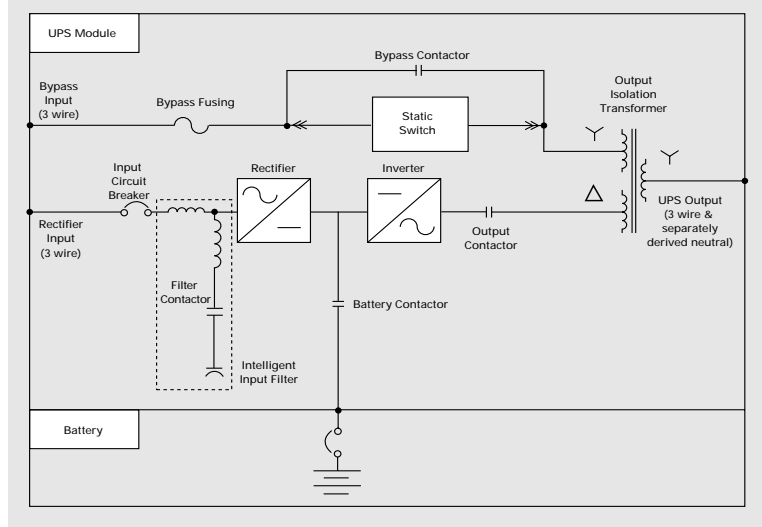 UPS Module
Bypass Contactor
Bypass
Input
(3 wire)
Bypass Fusing
Static
Switch
Output
Isolation
Transformer
Input
Circuit
Breaker
Rectifier
Inverter
Rectifier
Input
(3 wire)
Output
Contactor
UPS Output
(3 wire &
separately
derived neutral)
Filter
Contactor
Battery Contactor
Intelligent
Input Filter
Battery